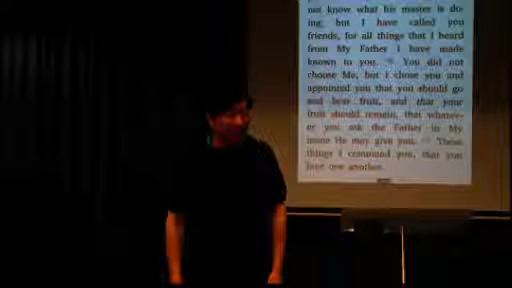 not know what his master is do-
ing; but I have called you
friends, for all things that I heard
from My Father I have made
known to you. You did not
choose Me, but I chose you and
appointed you that you should go
and bear fruit, and that your
fruit should remain, that whatev-
er you ask the Father in My
name He may give you. These
things I command you, that you
love one another.